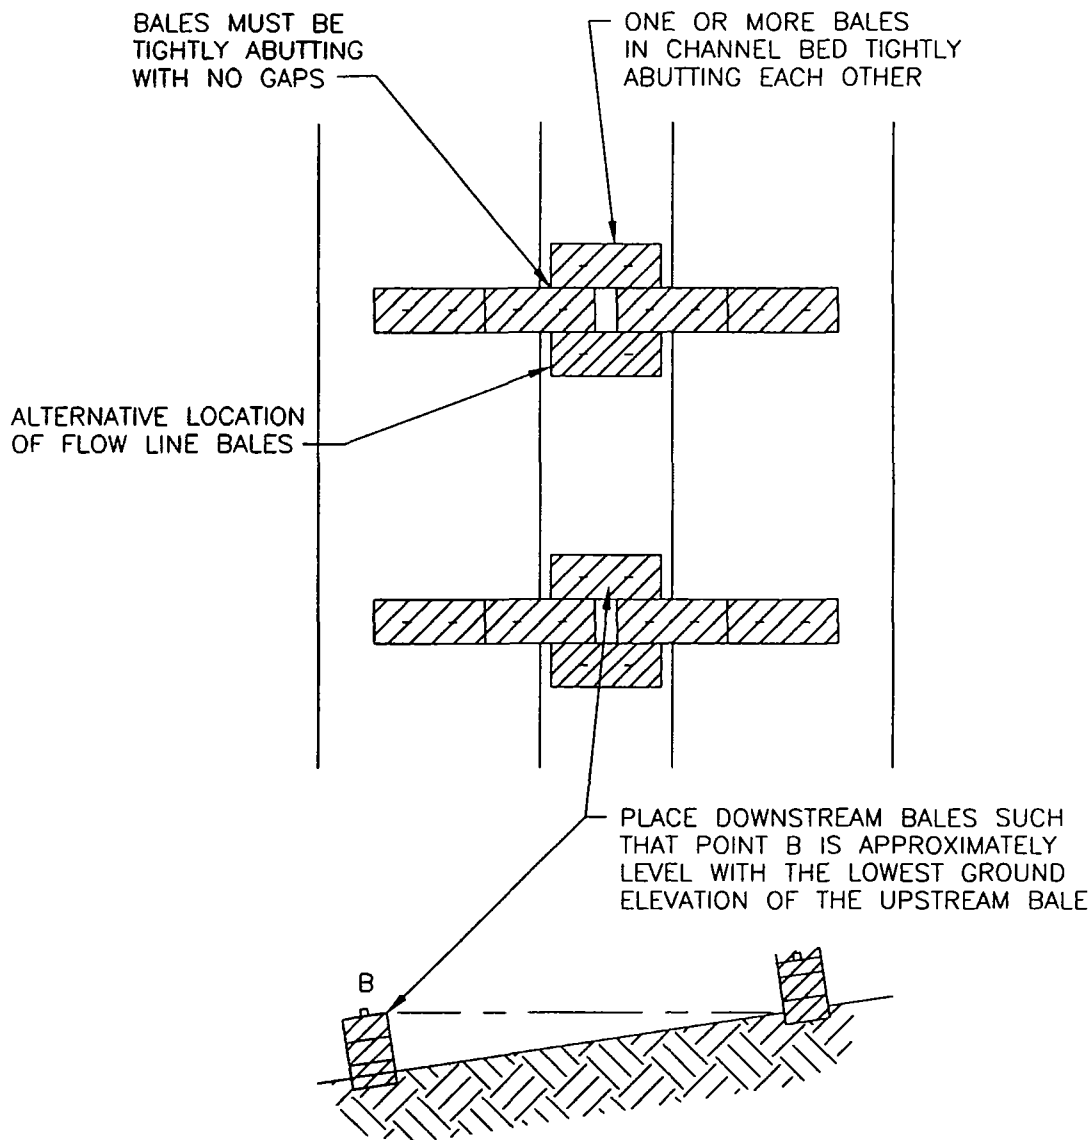 BALES MUST BE
TIGHTLY ABUTTING
WITH NO GAPS
ONE OR MORE BALES
IN CHANNEL BED TIGHTLY
ABUTTING EACH OTHER
ALTERNATIVE LOCATION
OF FLOW LINE BALES
PLACE DOWNSTREAM BALES SUCH
THAT POINT B IS APPROXIMATELY
LEVEL WITH THE LOWEST GROUND
ELEVATION OF THE UPSTREAM BALE
B